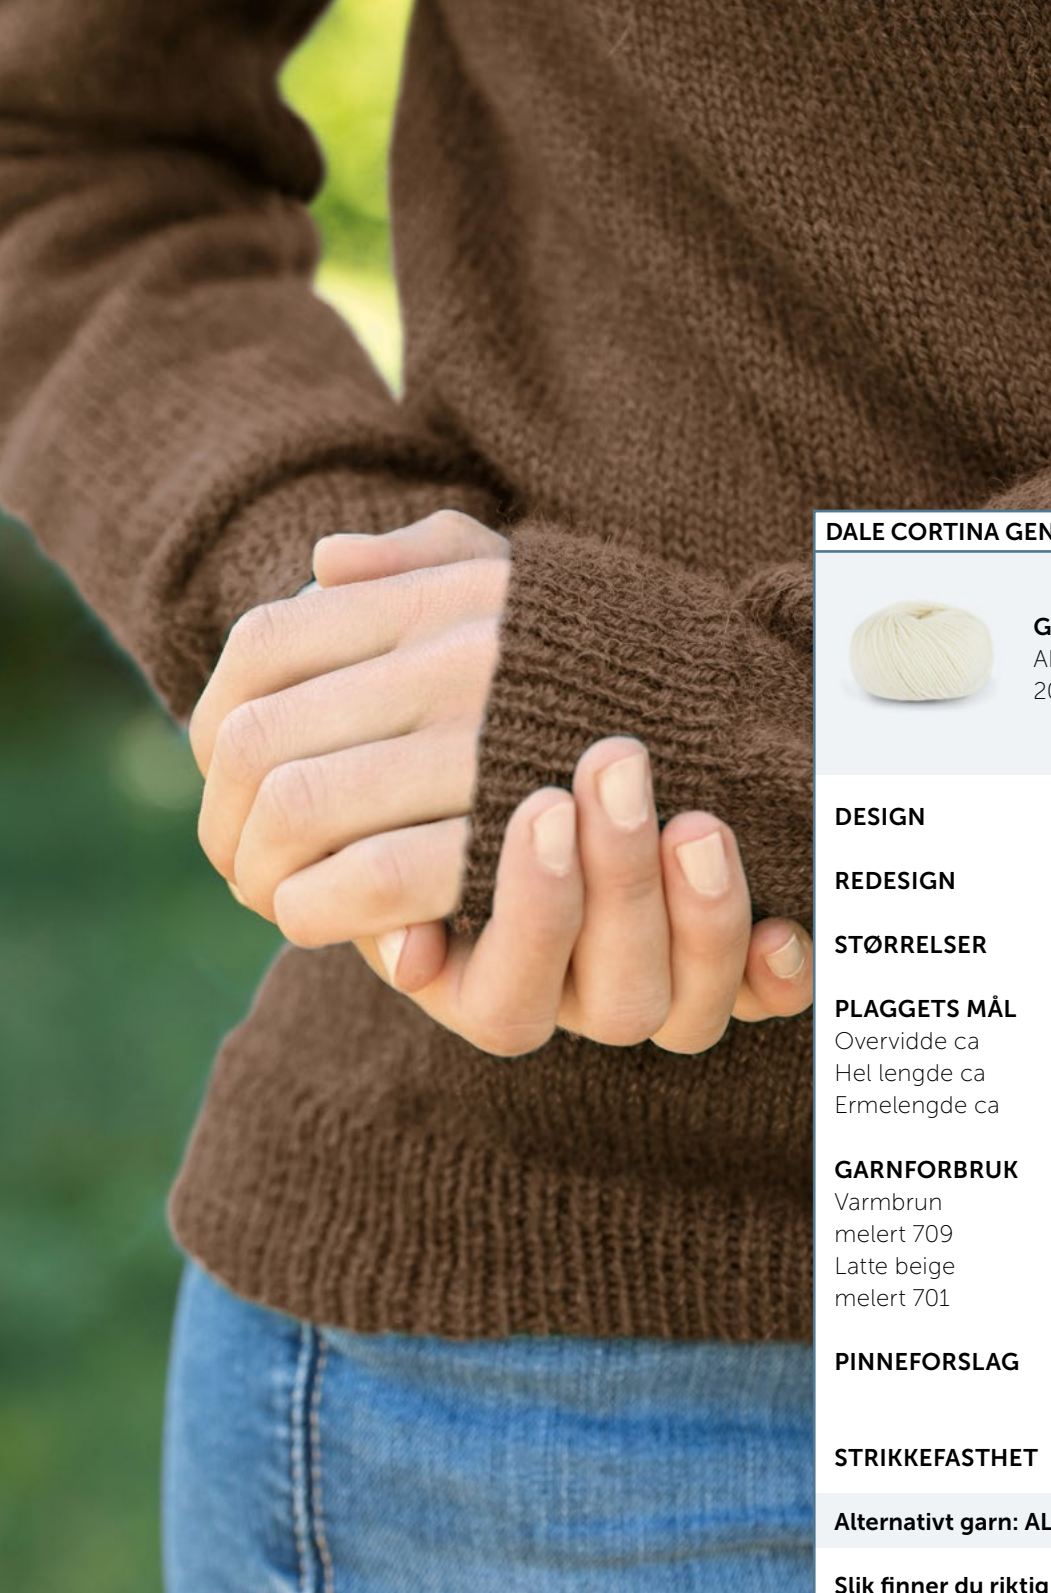 DALE CORTINA GEN
G
20
DESIGN
REDESIGN
STØRRELSER
PLAGGETS MÅL
Overvidde ca
Hel lengde ca
Ermelengde ca
GARNFORBRUK
Varmbrun
melert 709
Latte beige
melert 701
PINNEFORSLAG
STRIKKEFASTHET
Alternativt garn: AL
Slik finner du riktig